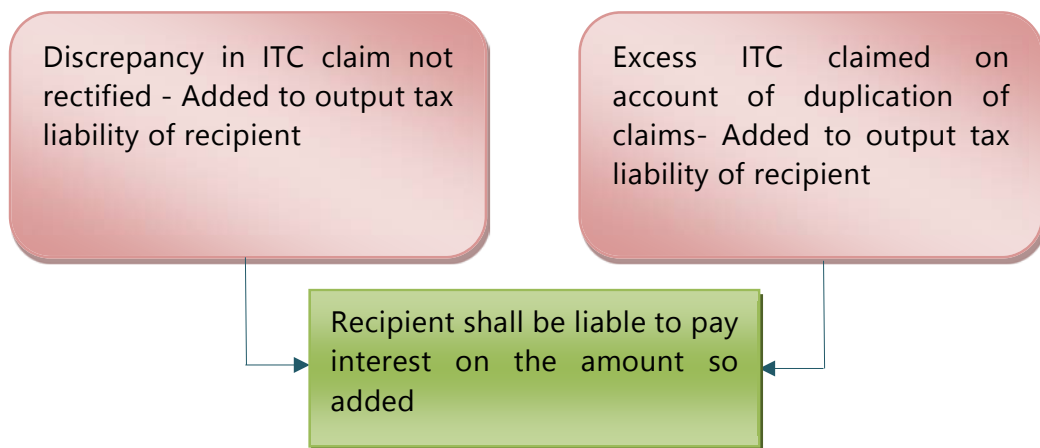 Discrepancy in ITC claim not
rectified - Added to output tax
liability of recipient
Excess ITC claimed on
account of duplication of
claims- Added to output tax
liability of recipient
Recipient shall be liable to pay
interest on the amount so
added